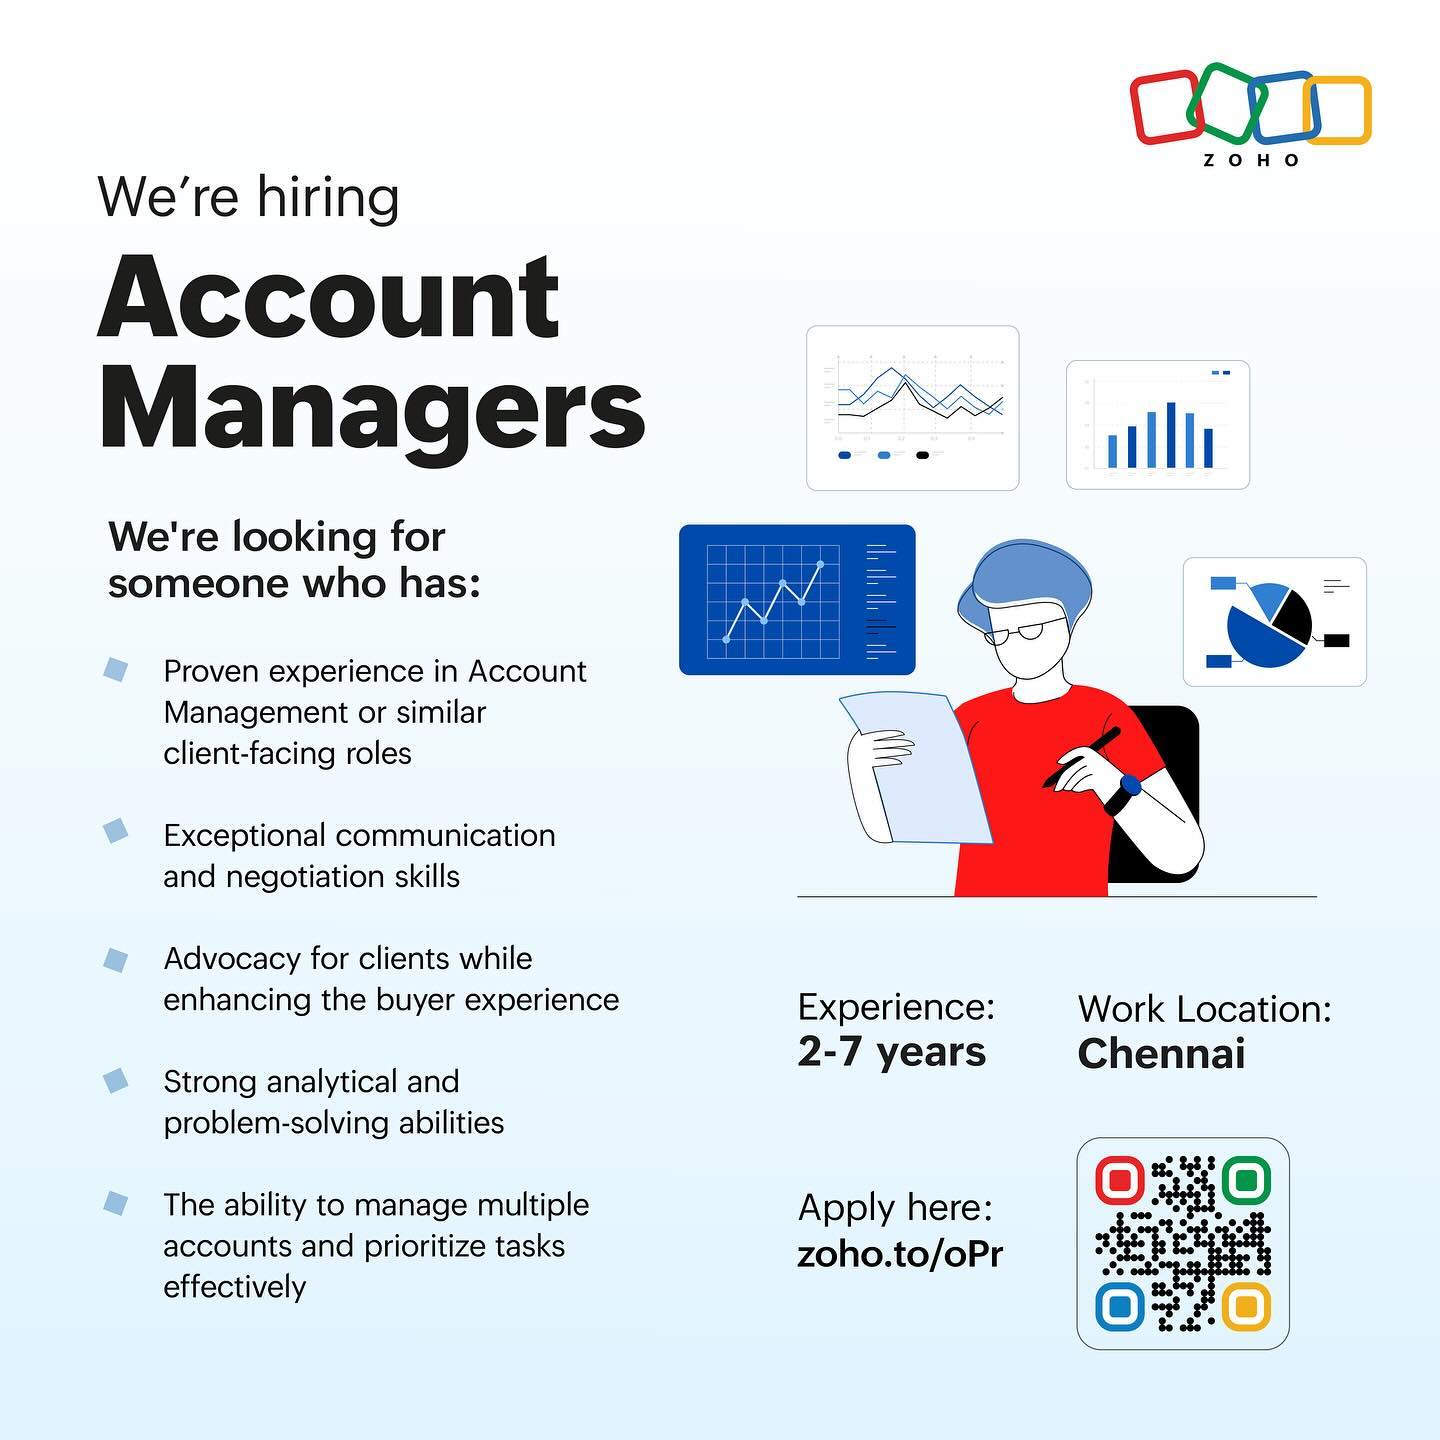 ZOHO
We’re hiring
Account
Managers
We're looking for
someone who has:
Proven experience in Account
Management or similar
client-facing roles
Exceptional communication
and negotiation skills
Advocacy for clients while
enhancing the buyer experience
Strong analytical and
problem-solving abilities
The ability to manage multiple
accounts and prioritize tasks
effectively
Experience:
2-7 years
Work Location:
Chennai
Apply here:
zoho.to/oPr